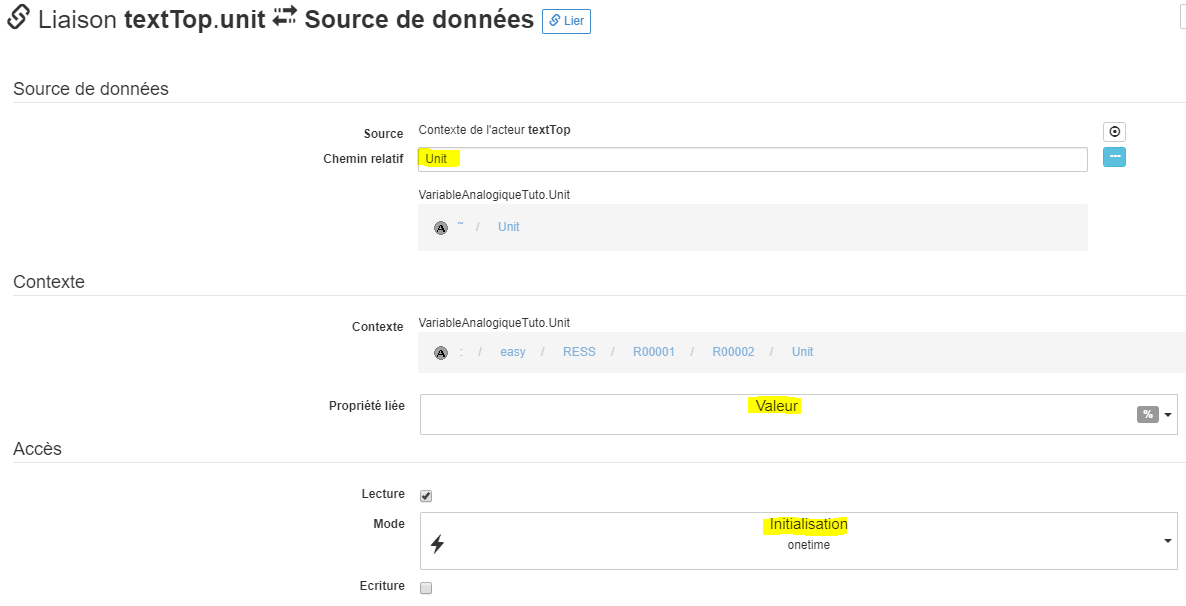 Liaison textTop.unit Source de données Lier
Source de données
Source Contexte de l'acteur textTop
Chemin relatif Unit
VariableAnalogiqueTuto.Unit
A ~ / Unit
Contexte
Contexte VariableAnalogiqueTuto.Unit
A : / easy / RESS / R00001 / R00002 / Unit
Propriété liée Valeur %
Accès
Lecture
Mode Initialisation
onetime
Ecriture